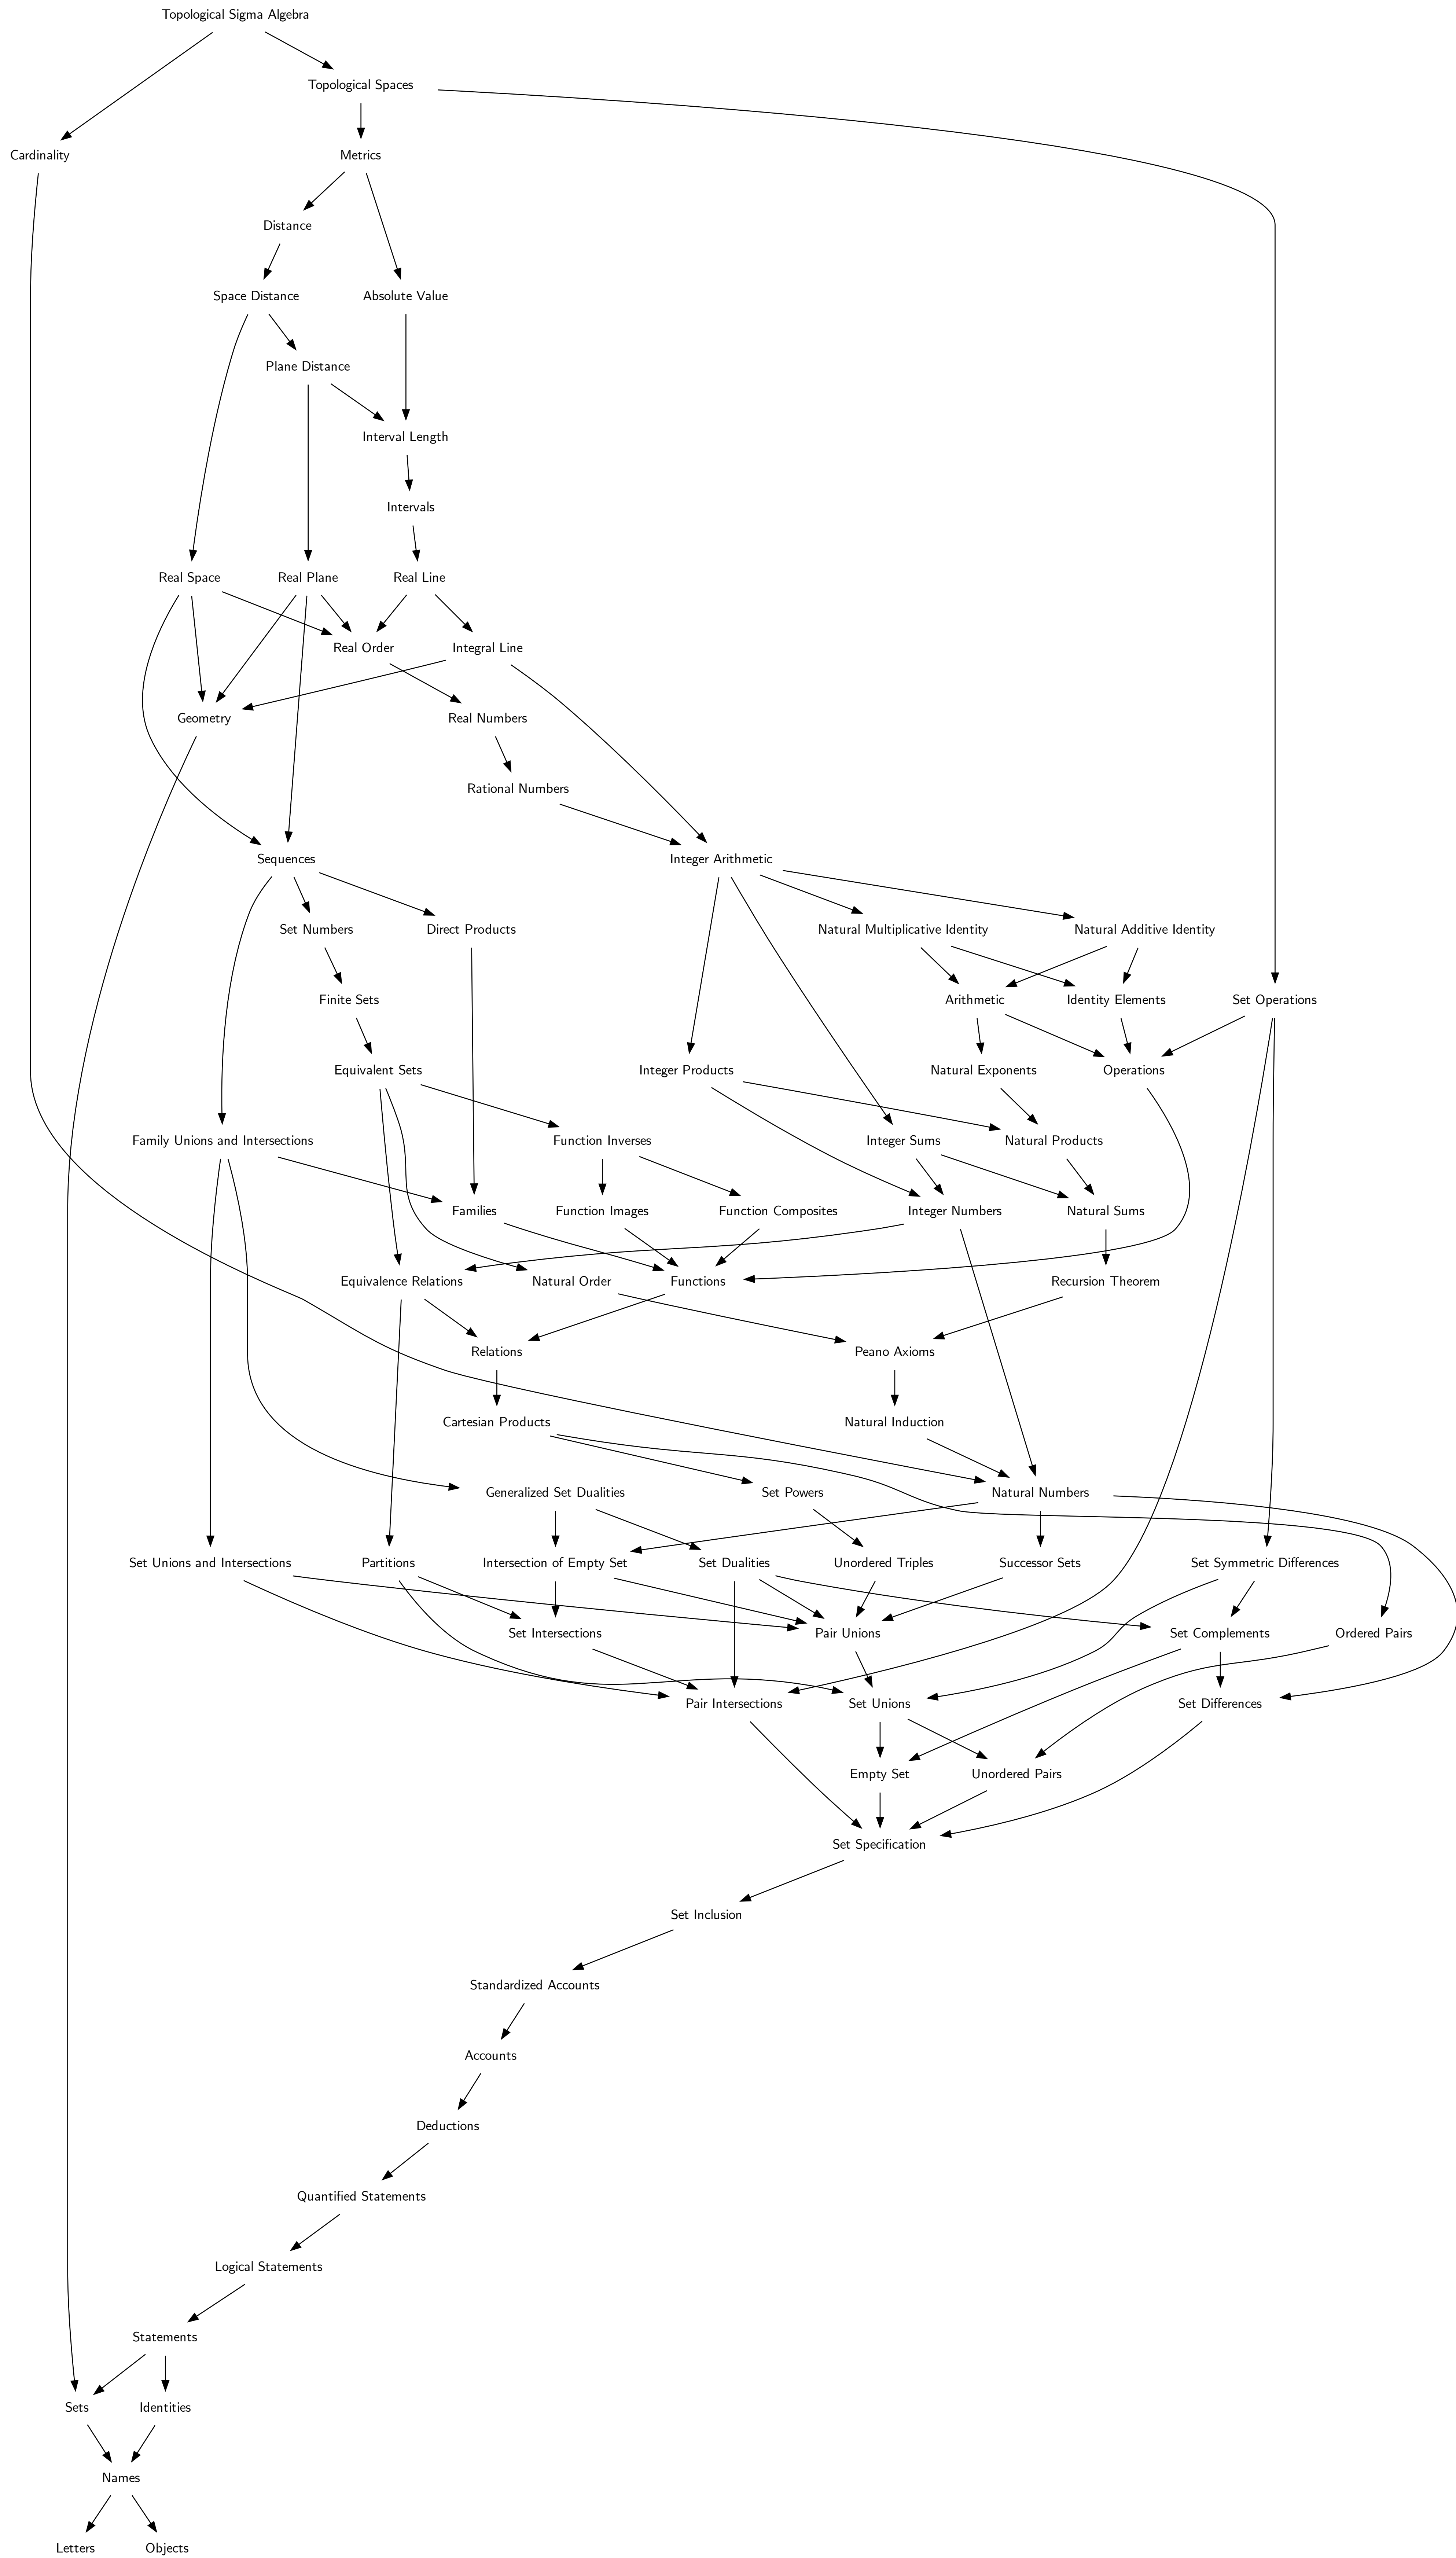 Topological Sigma Algebra
Topological Spaces
Cardinality
Metrics
Distance
Space Distance
Absolute Value
Plane Distance
Interval Length
Intervals
Real Space
Real Plane
Real Line
Real Order
Integral Line
Geometry
Real Numbers
Rational Numbers
Sequences
Integer Arithmetic
Set Numbers
Direct Products
Natural Multiplicative Identity
Natural Additive Identity
Finite Sets
Arithmetic
Identity Elements
Set Operations
Equivalent Sets
Integer Products
Natural Exponents
Operations
Family Unions and Intersections
Function Inverses
Integer Sums
Natural Products
Families
Function Images
Function Composites
Integer Numbers
Natural Sums
Equivalence Relations
Natural Order
Functions
Recursion Theorem
Relations
Peano Axioms
Cartesian Products
Natural Induction
Generalized Set Dualities
Set Powers
Natural Numbers
Set Unions and Intersections
Partitions
Intersection of Empty Set
Set Dualities
Unordered Triples
Successor Sets
Set Symmetric Differences
Set Intersections
Pair Unions
Set Complements
Ordered Pairs
Pair Intersections
Set Unions
Set Differences
Empty Set
Unordered Pairs
Set Specification
Set Inclusion
Standardized Accounts
Accounts
Deductions
Quantified Statements
Logical Statements
Statements
Sets
Identities
Names
Letters
Objects